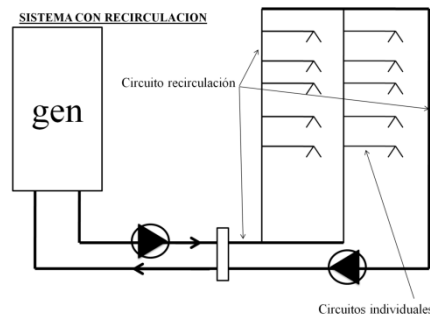 SISTEMA CON RECIRCULACION
Circuito recirculación
gen
Circuitos individuales